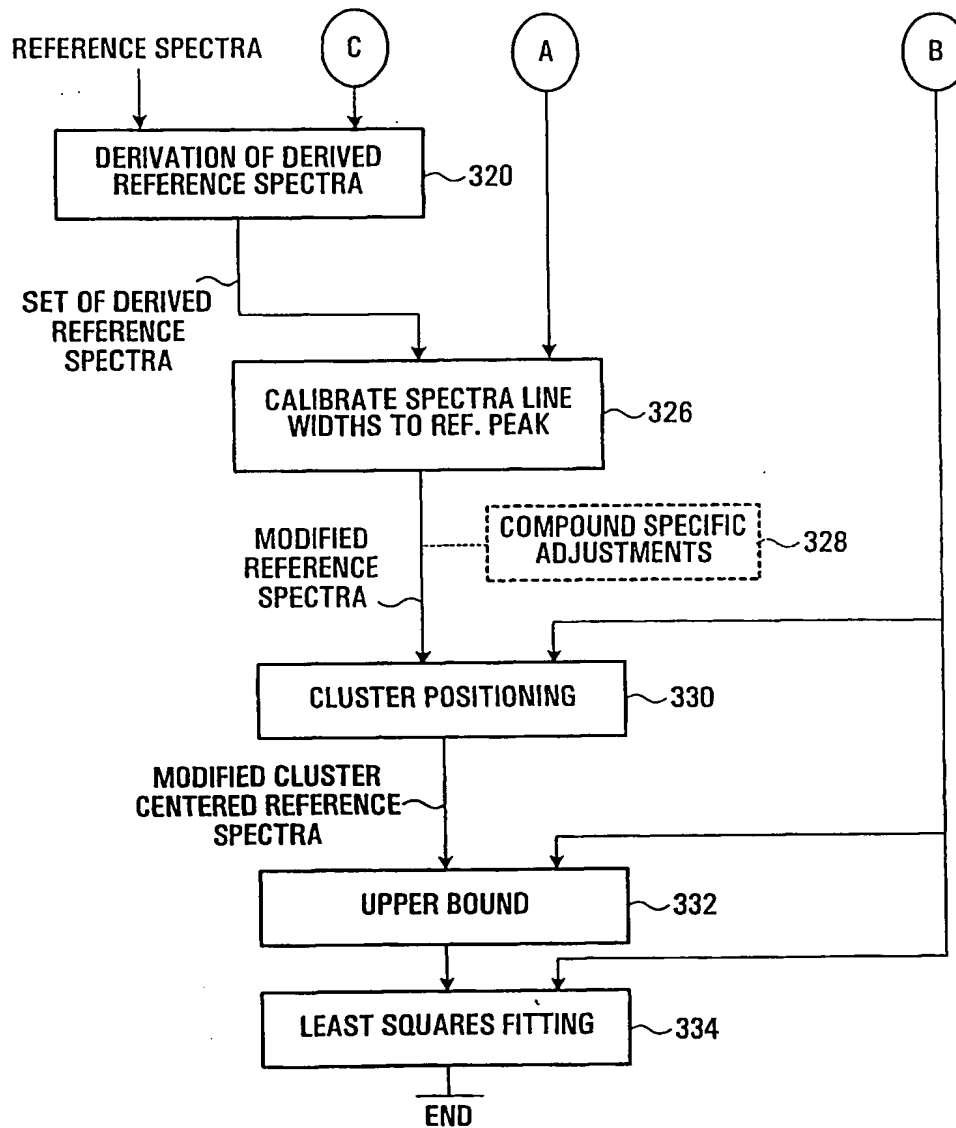 REFERENCE SPECTRA
C
A
B
DERIVATION OF DERIVED
REFERENCE SPECTRA
320
SET OF DERIVED
REFERENCE
SPECTRA
CALIBRATE SPECTRA LINE
WIDTHS TO REF. PEAK
326
MODIFIED
REFERENCE
SPECTRA
COMPOUND SPECIFIC
ADJUSTMENTS
328
CLUSTER POSITIONING
330
MODIFIED CLUSTER
CENTERED REFERENCE
SPECTRA
UPPER BOUND
332
LEAST SQUARES FITTING
334
END